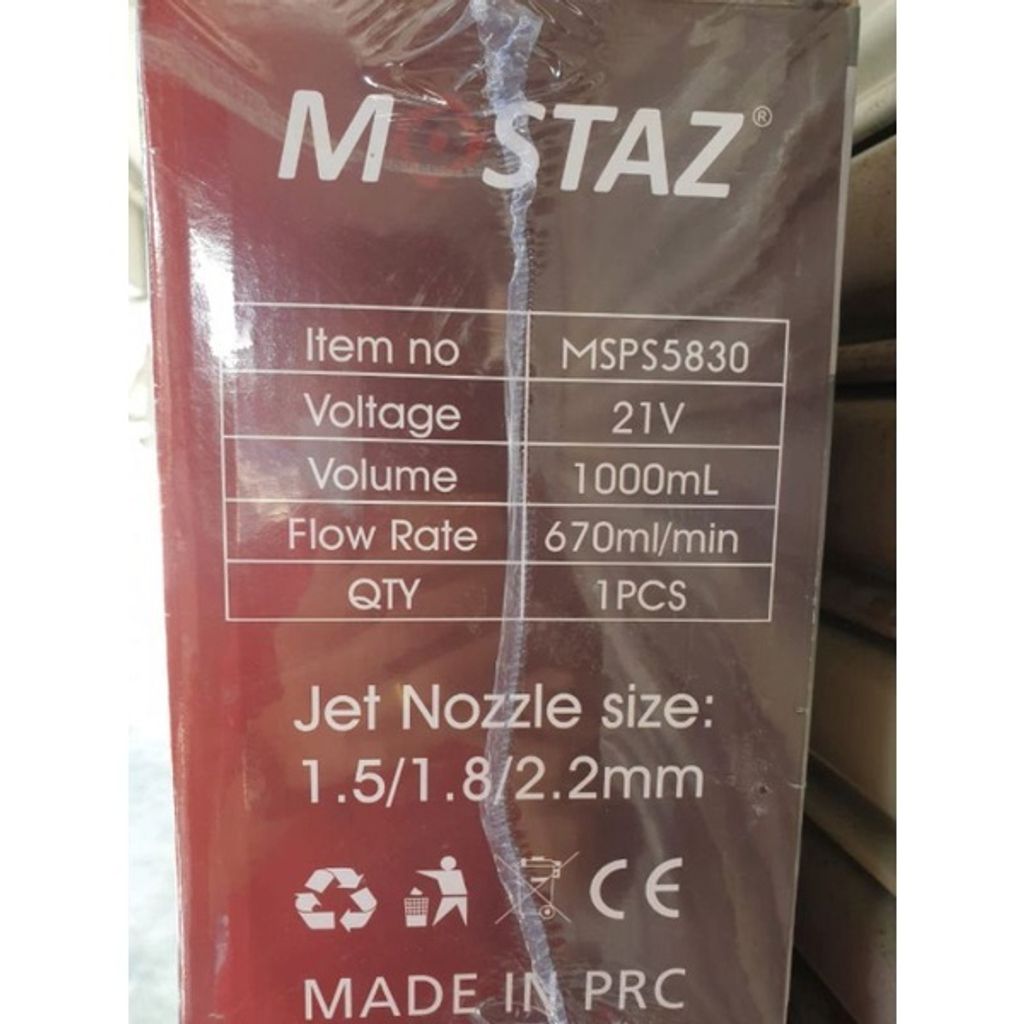 MOSTAZ®
Item no MSPS5830
Voltage 21V
Volume 1000mL
Flow Rate 670ml/min
QTY 1PCS
Jet Nozzle size:
1.5/1.8/2.2mm
CE
MADE IN PRC